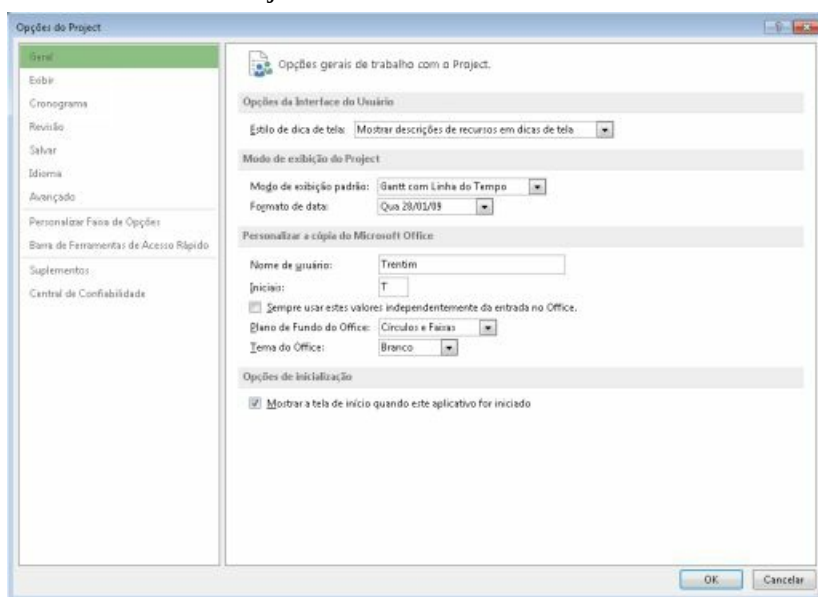 Opções do Project
Geral
Exibir
Cronograma
Revisão
Salvar
Idioma
Avançado
Personalizar Faixa de Opções
Barra de Ferramentas de Acesso Rápido
Suplementos
Central de Confiabilidade
Opções gerais de trabalho com o Project.
Opções da Interface do Usuário
Estilo de dica de tela: Mostrar descrições de recursos em dicas de tela
Modo de exibição do Project
Modo de exibição padrão: Gantt com Linha do Tempo
Formato de data: Qua 28/01/09
Personalizar a cópia do Microsoft Office
Nome de usuário: Trentim
Iniciais: T
Sempre usar estes valores independentemente da entrada no Office.
Plano de Fundo do Office: Círculos e Faixas
Tema do Office: Branco
Opções de inicialização
Mostrar a tela de início quando este aplicativo for iniciado
OK Cancelar